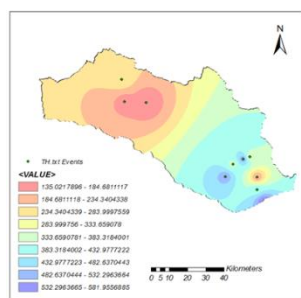 N
TH.txt Events
<VALUE>
135.0217896 - 184.6811117
184.6811118 - 234.3404338
234.3404339 - 283.9997559
283.999756 - 333.659078
333.6590781 - 383.3184001
383.3184002 - 432.9777222
432.9777223 - 482.6370443
482.6370444 - 532.2963664
532.2963665 - 581.9556885
Kilometers
0 5 10 20 30 40